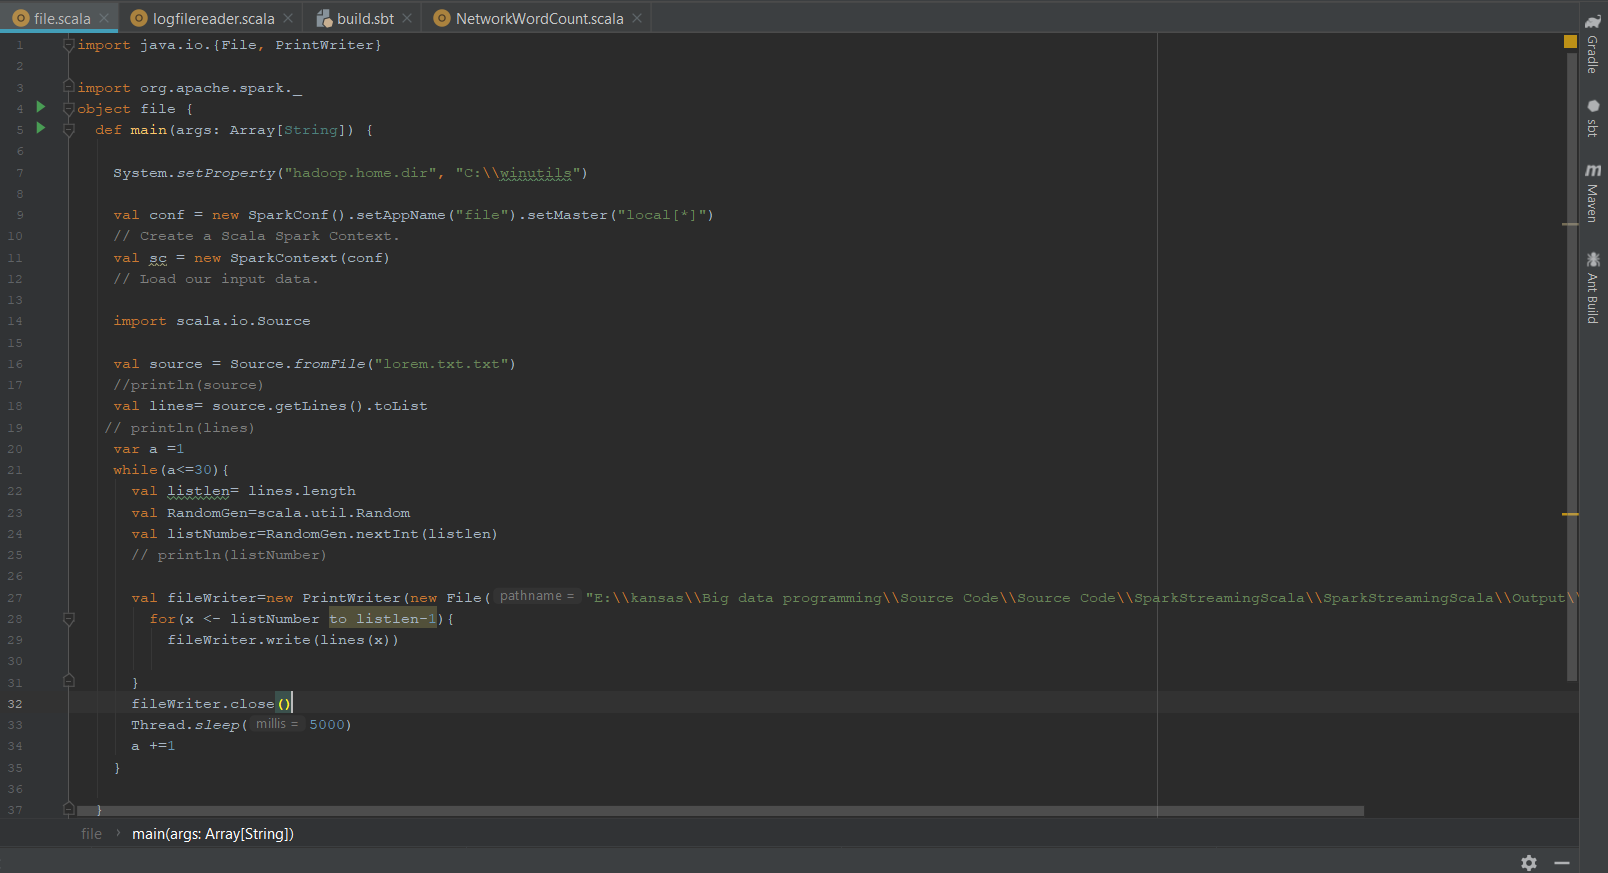 file.scala logfilereader.scala build.sbt NetworkWordCount.scala
1 import java.io.{File, PrintWriter}
2
3 import org.apache.spark._
4 object file {
5 def main(args: Array[String]) {
6
7 System.setProperty("hadoop.home.dir", "C:\\winutils")
8
9 val conf = new SparkConf().setAppName("file").setMaster("local[*]")
10 // Create a Scala Spark Context.
11 val sc = new SparkContext(conf)
12 // Load our input data.
13
14 import scala.io.Source
15
16 val source = Source.fromFile("lorem.txt.txt")
17 //println(source)
18 val lines= source.getLines().toList
19 // println(lines)
20 var a =1
21 while(a<=30){
22 val listlen= lines.length
23 val RandomGen=scala.util.Random
24 val listNumber=RandomGen.nextInt(listlen)
25 // println(listNumber)
26
27 val fileWriter=new PrintWriter(new File( pathname = "E:\\kansas\\Big data programming\\Source Code\\Source Code\\SparkStreamingScala\\SparkStreamingScala\\Output\
28 for(x <- listNumber to listlen-1){
29 fileWriter.write(lines(x))
30
31 }
32 fileWriter.close()
33 Thread.sleep( millis = 5000)
34 a +=1
35 }
36
37 }
file › main(args: Array[String])
Gradle
sbt
m Maven
Ant Build